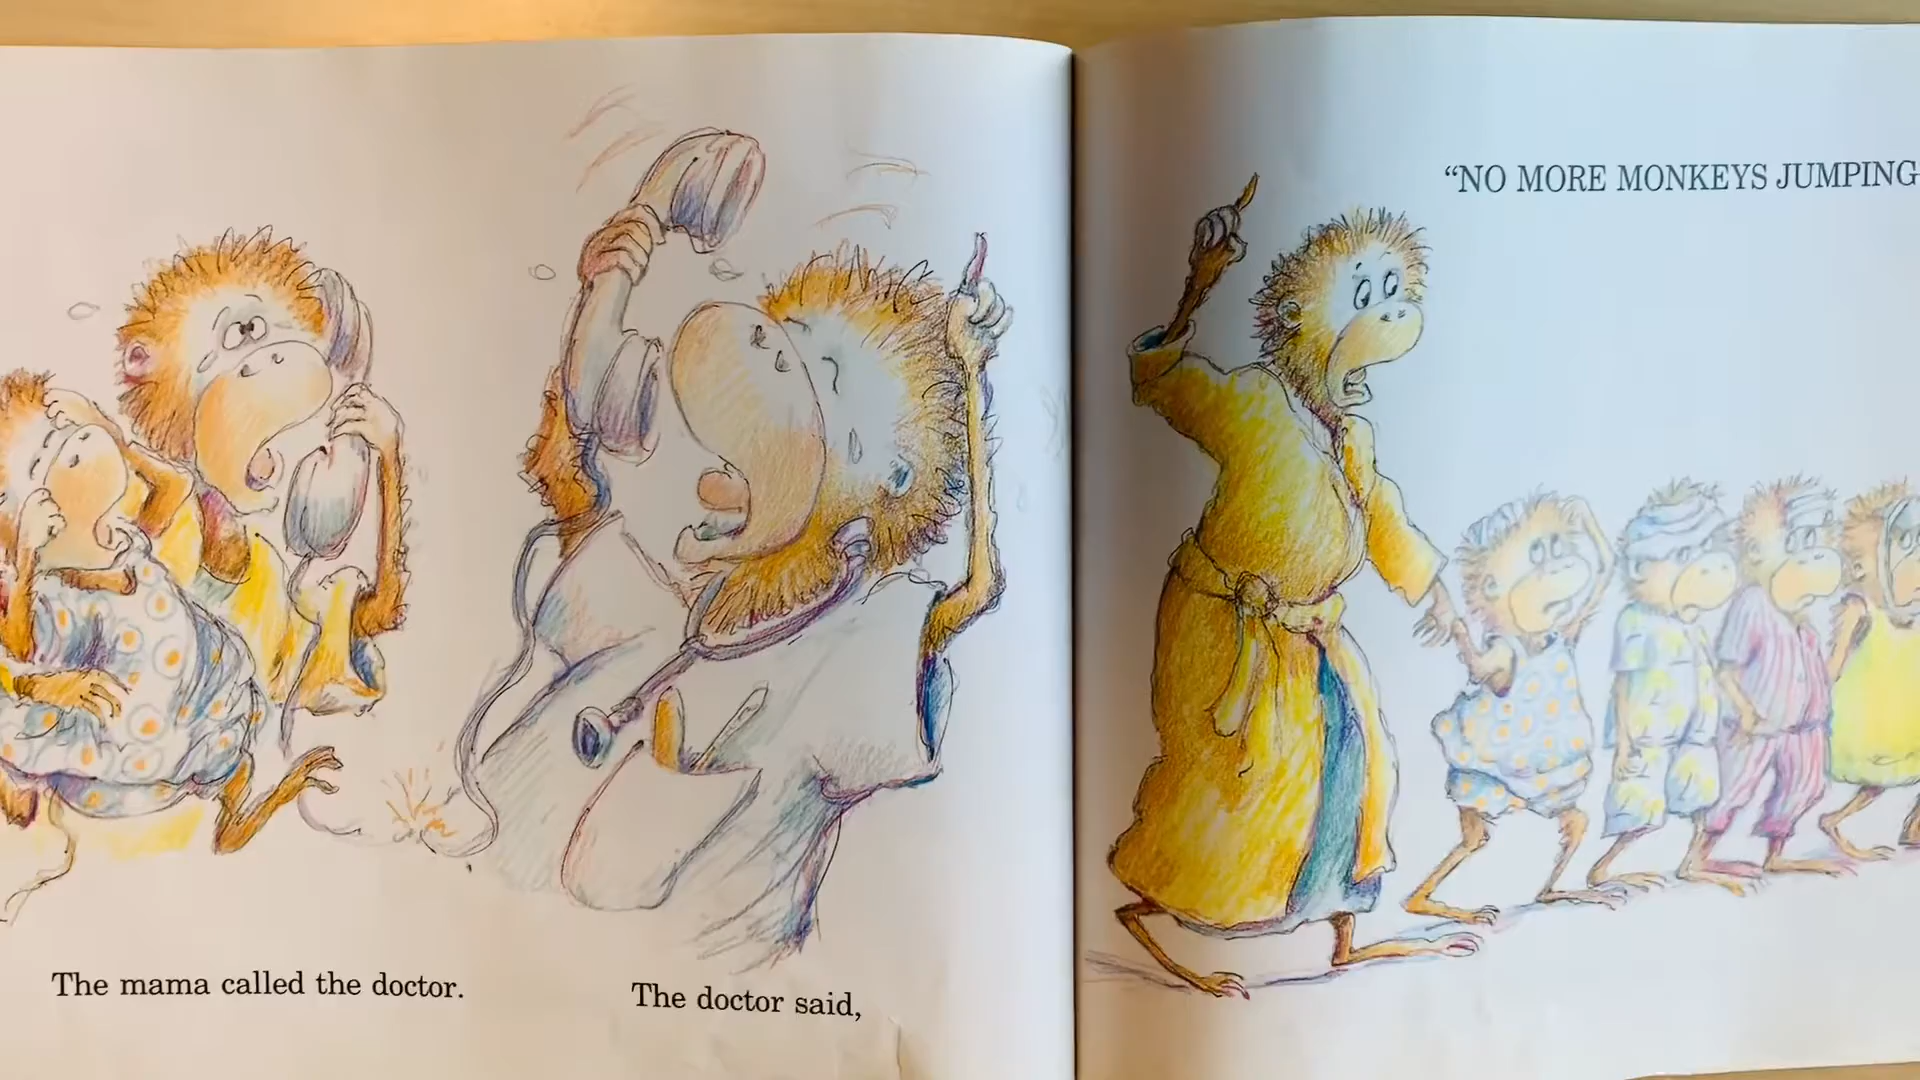 The mama called the doctor.
The doctor said,
“NO MORE MONKEYS JUMPING